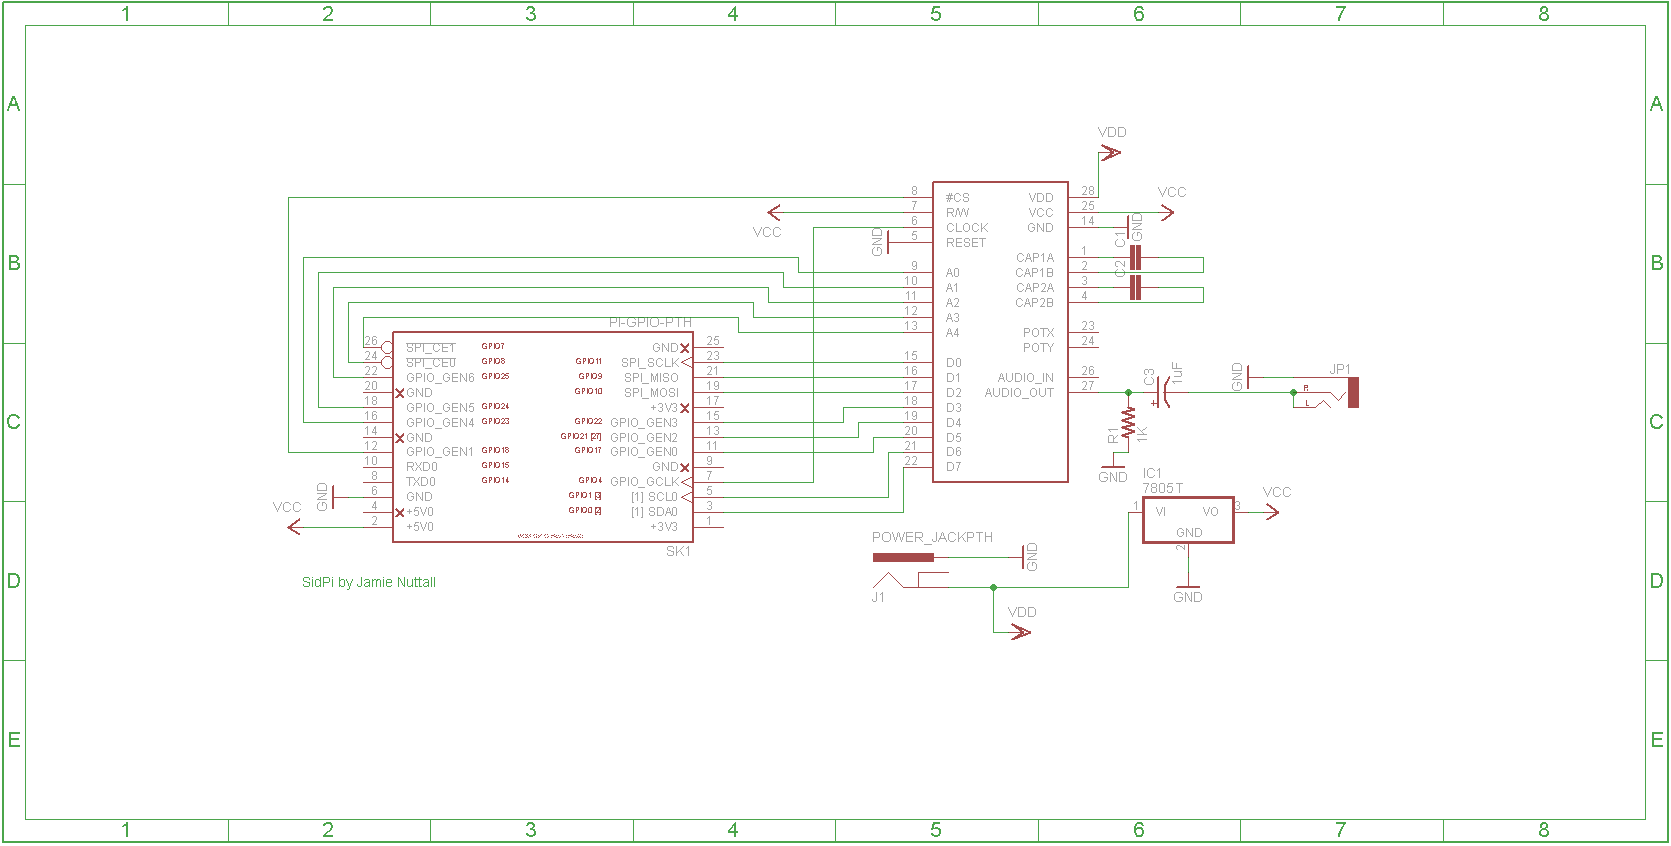 1 2 3 4 5 6 7 8
A A
B B
C C
D D
E E
VDD
VCC
VCC
GND
8 #CS VDD 28
7 R/W VCC 25
6 CLOCK GND 14
5 RESET
CAP1A 1
9 A0 CAP1B 2
10 A1 CAP2A 3
11 A2 CAP2B 4
12 A3
13 A4 POTX 23
POTY 24
15 D0
16 D1 AUDIO_IN 26
17 D2 AUDIO_OUT 27
18 D3
19 D4
20 D5
21 D6
22 D7
GND
C1
C2
PI-GPIO-PTH
26 SPI_CE1 GPIO7 GND 25
24 SPI_CE0 GPIO8 GPIO11 SPI_SCLK 23
22 GPIO_GEN6 GPIO25 GPIO9 SPI_MISO 21
20 GND GPIO10 SPI_MOSI 19
18 GPIO_GEN5 GPIO24 +3V3 17
16 GPIO_GEN4 GPIO23 GPIO22 GPIO_GEN3 15
14 GND GPIO21 [27] GPIO_GEN2 13
12 GPIO_GEN1 GPIO18 GPIO17 GPIO_GEN0 11
10 RXD0 GPIO15 GND 9
8 TXD0 GPIO14 GPIO4 GPIO_GCLK 7
6 GND GPIO1 [3] [1] SCL0 5
4 +5V0 GPIO0 [2] [1] SDA0 3
2 +5V0 +3V3 1
SK1
GND
VCC
C3
1uF
+
R1
1K
GND
GND
JP1
R
L
IC1
7805T
1 VI VO 3
GND
2
VCC
GND
POWER_JACKPTH
GND
J1
VDD
SidPi by Jamie Nuttall
1 2 3 4 5 6 7 8